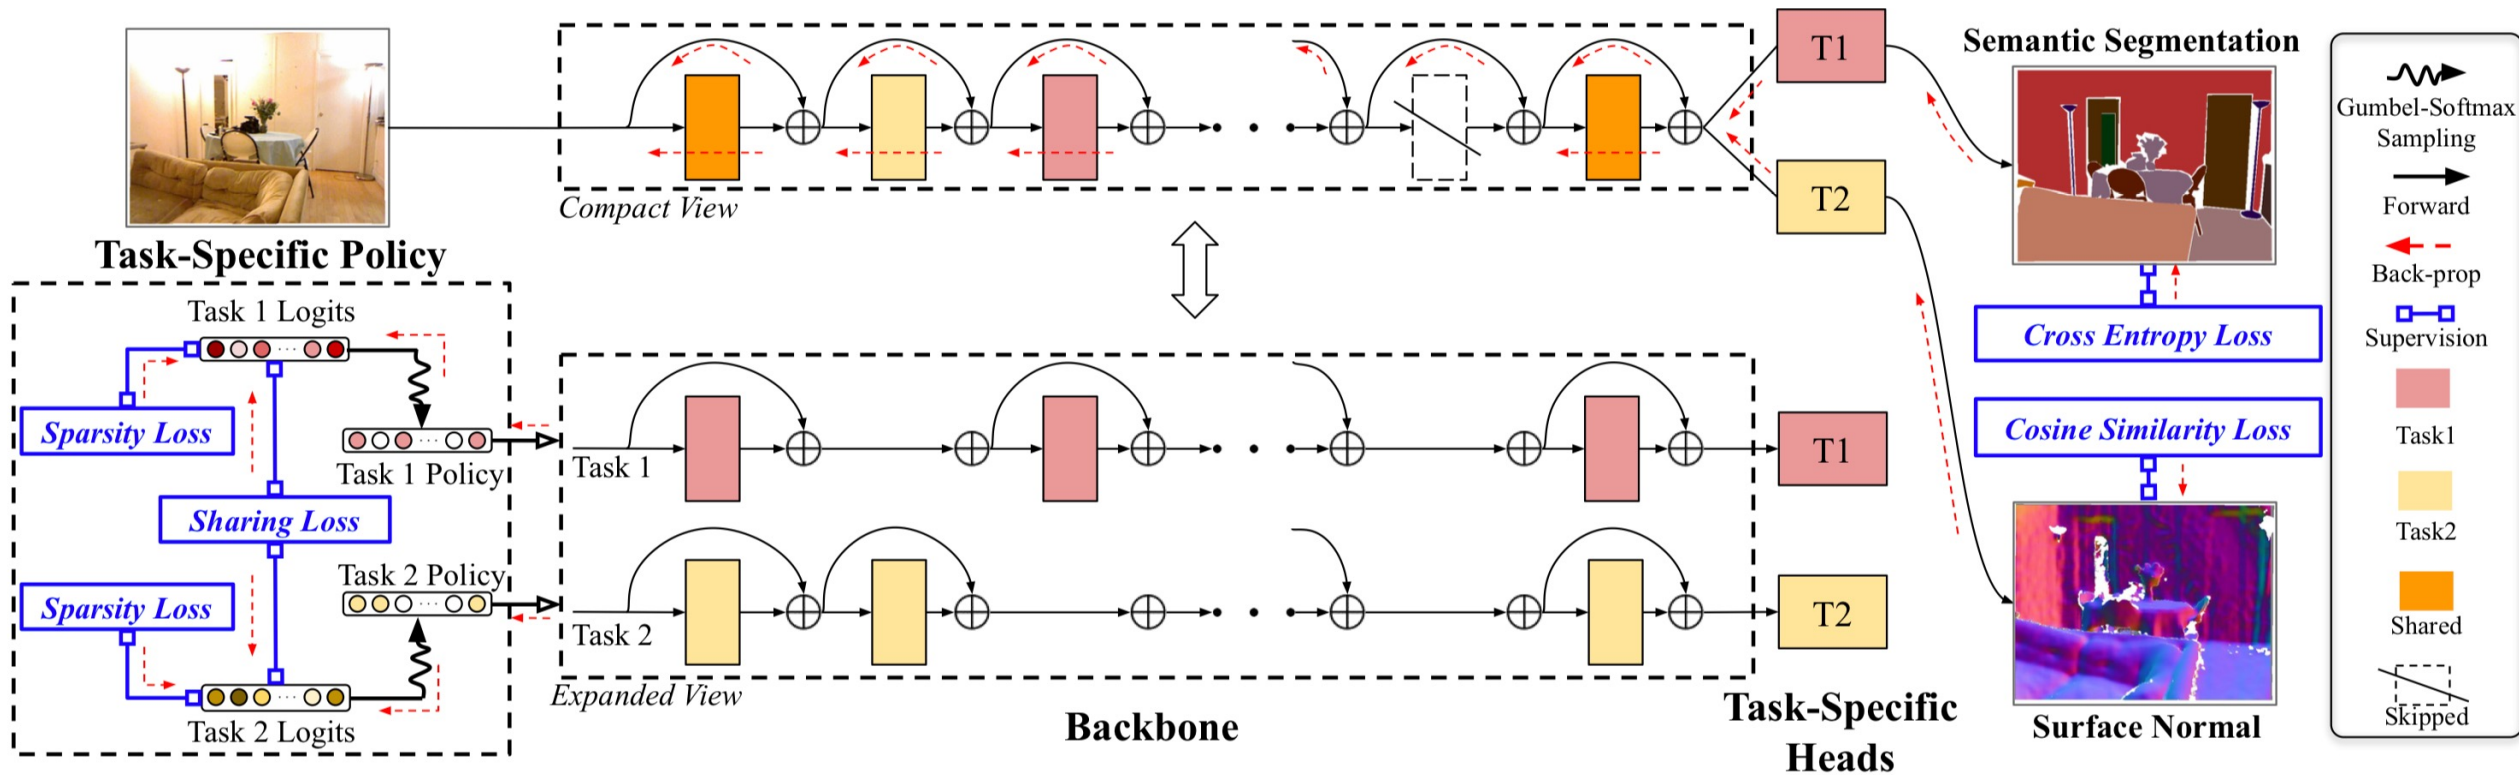 T1
T2
Compact View
Semantic Segmentation
Task-Specific Policy
Task 1 Logits
Sparsity Loss
Task 1 Policy
Sharing Loss
Task 2 Policy
Sparsity Loss
Task 2 Logits
Task 1
T1
Task 2
T2
Expanded View
Backbone
Task-Specific
Heads
Cross Entropy Loss
Cosine Similarity Loss
Surface Normal
Gumbel-Softmax
Sampling
Forward
Back-prop
Supervision
Task1
Task2
Shared
Skipped